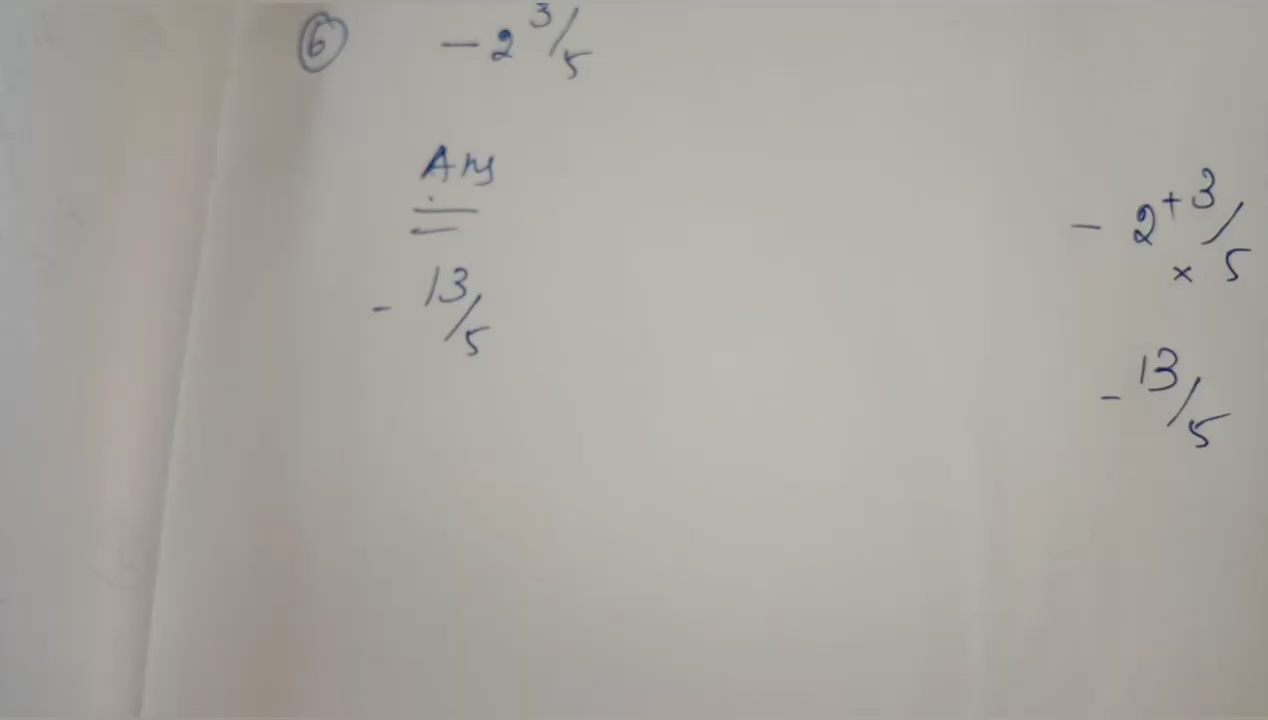 6 - 2 3/5
Ans
- 13/5
- 2 + 3/5
×
- 13/5